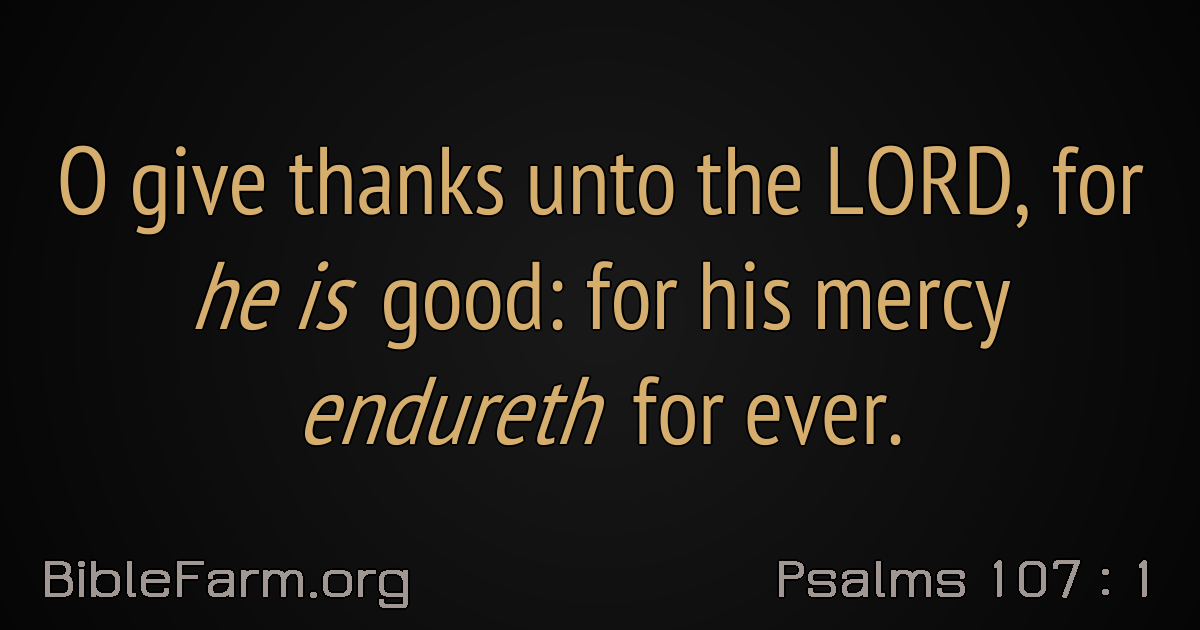 O give thanks unto the LORD, for
he is good: for his mercy
endureth for ever.
BibleFarm.org
Psalms 107 : 1